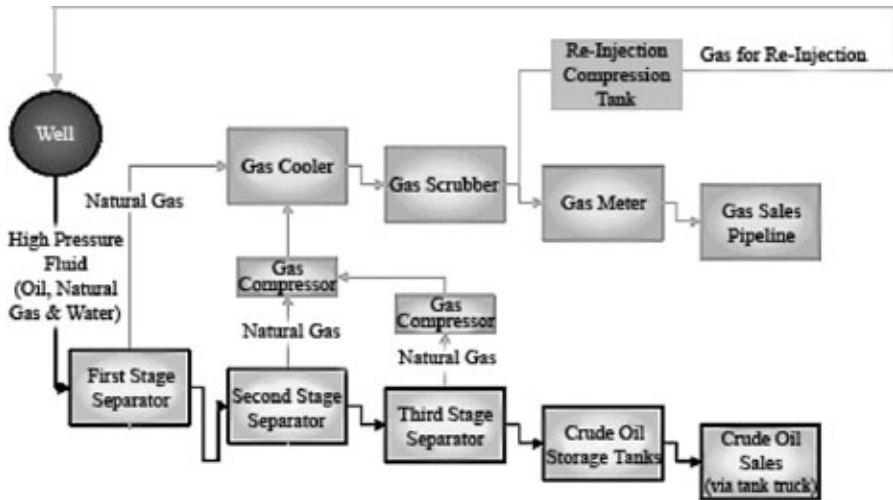 Re-Injection
Compression
Tank
Gas for Re-Injection
Well
Gas Cooler
Gas Scrubber
Natural Gas
Gas Meter
Gas Sales
Pipeline
High Pressure
Fluid
(Oil, Natural
Gas & Water)
Gas
Compressor
Gas
Compressor
Natural Gas
Natural Gas
First Stage
Separator
Second Stage
Separator
Third Stage
Separator
Crude Oil
Storage Tanks
Crude Oil
Sales
(via tank truck)